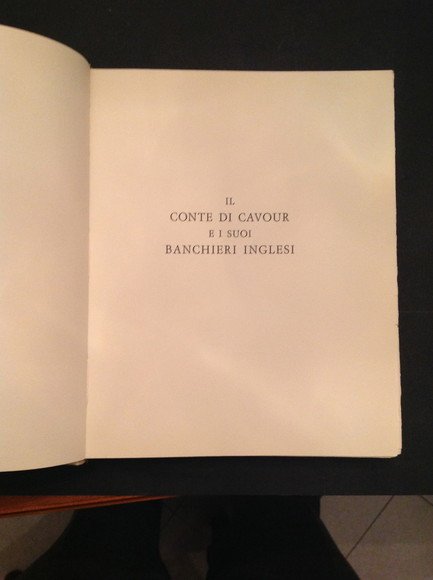 IL
CONTE DI CAVOUR
E I SUOI
BANCHIERI INGLESI